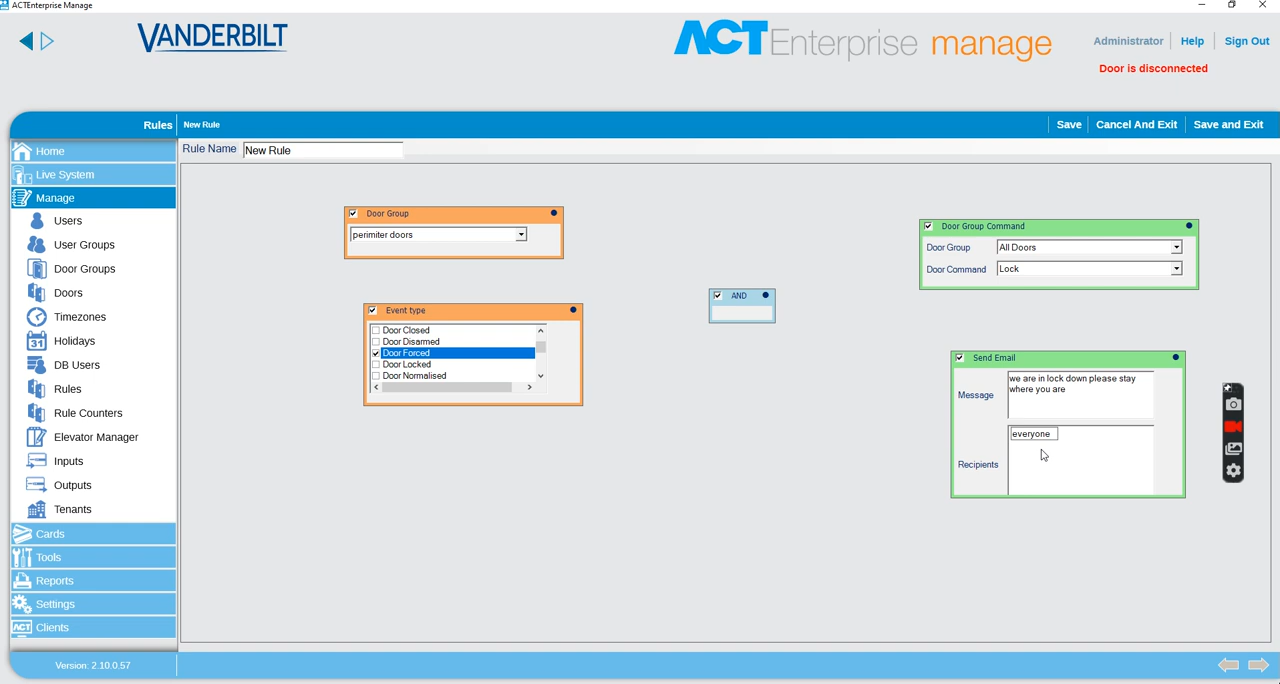 ACTEnterprise Manage
VANDERBILT
ACTEnterprise manage
Administrator
Help
Sign Out
Door is disconnected
Rules
New Rule
Save
Cancel And Exit
Save and Exit
Home
Live System
Manage
Users
User Groups
Door Groups
Doors
Timezones
31
Holidays
DB Users
Rules
Rule Counters
Elevator Manager
Inputs
Outputs
Tenants
Cards
Tools
Reports
Settings
ACT
Clients
Version: 2.10.0.57
Rule Name
New Rule
Door Group
perimiter doors
Event type
Door Closed
Door Disarmed
Door Forced
Door Locked
Door Normalised
AND
Door Group Command
Door Group
All Doors
Door Command
Lock
Send Email
Message
we are in lock down please stay
where you are
Recipients
everyone